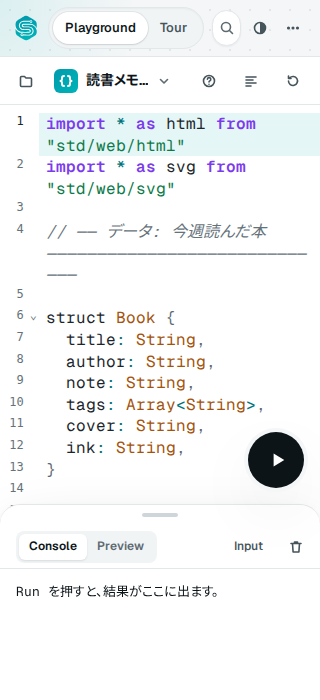 Playground Tour
{} 読書メモ…
1 import * as html from
"std/web/html"
2 import * as svg from
"std/web/svg"
3
4 // —— データ: 今週読んだ本
—————————————————————————
———
5
6 struct Book {
7 title: String,
8 author: String,
9 note: String,
10 tags: Array<String>,
11 cover: String,
12 ink: String,
13 }
14
Console Preview Input
Run を押すと、結果がここに出ます。